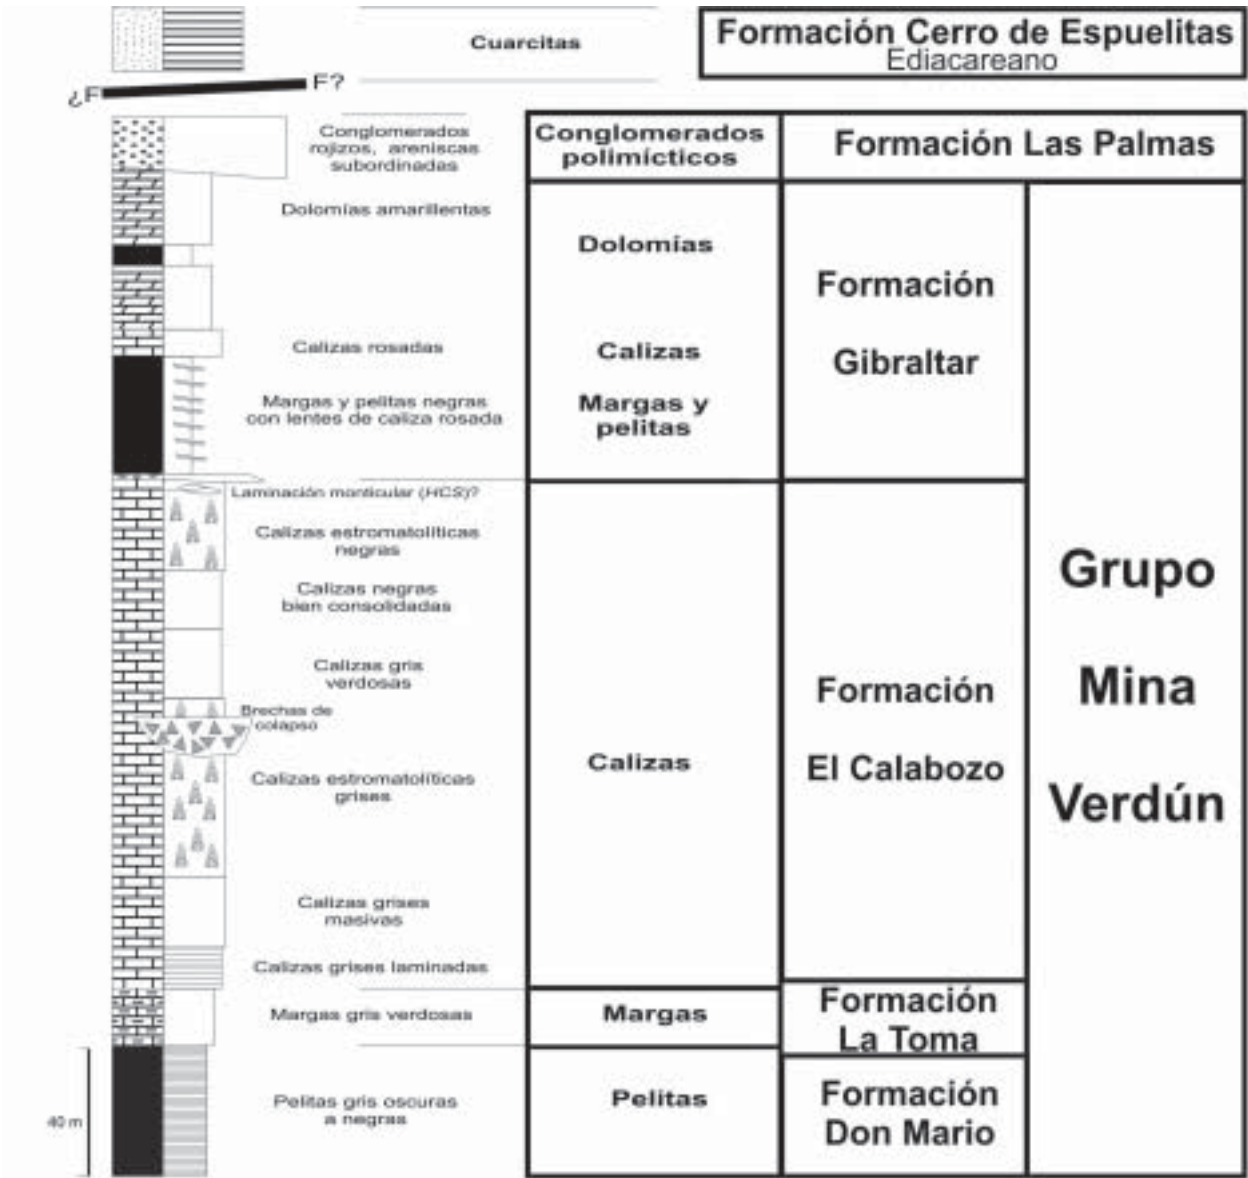 Cuarcitas
Formación Cerro de Espuelitas
Ediacareano
¿F
F?
Conglomerados
rojizos, areniscas
subordinadas
Conglomerados
polimícticos
Formación Las Palmas
Dolomías amarillentas
Dolomías
Formación
Gibraltar
Calizas rosadas
Calizas
Margas y pelitas negras
con lentes de caliza rosada
Margas y
pelitas
Laminación monticular (HCS)?
Calizas estromatolíticas
negras
Calizas negras
bien consolidadas
Calizas gris
verdosas
Brechas de
colapso
Calizas estromatolíticas
grises
Calizas grises
masivas
Calizas grises laminadas
Calizas
Formación
El Calabozo
Grupo
Mina
Verdún
Margas gris verdosas
Margas
Formación
La Toma
Pelitas gris oscuras
a negras
Pelitas
Formación
Don Mario
40 m